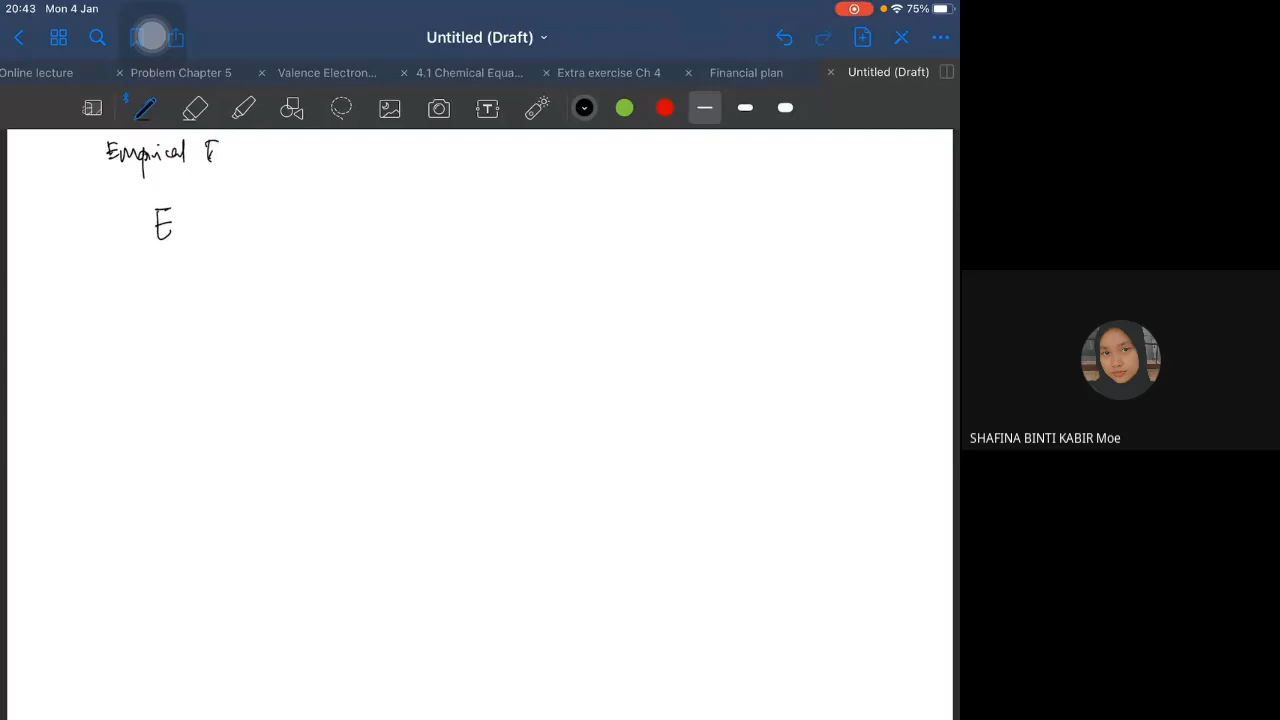 20:43 Mon 4 Jan 75%
Untitled (Draft)
Online lecture Problem Chapter 5 Valence Electron... 4.1 Chemical Equa... Extra exercise Ch 4 Financial plan Untitled (Draft)
T
Empirical F
E
SHAFINA BINTI KABIR Moe